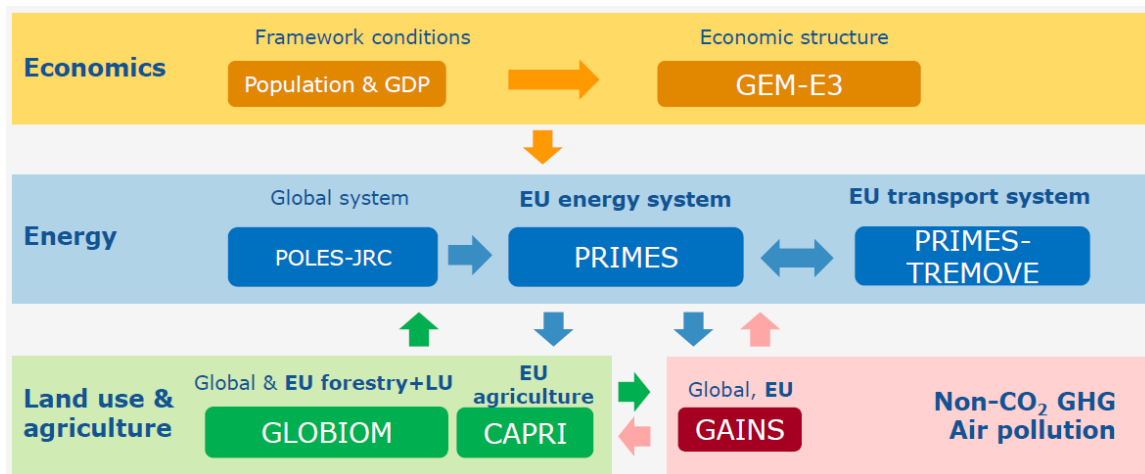 Framework conditions
Economic structure
Economics
Population & GDP
GEM-E3
Global system
EU energy system
EU transport system
Energy
POLES-JRC
PRIMES
PRIMES-
TREMOVE
Global & EU forestry+LU
EU
agriculture
Global, EU
Land use &
agriculture
GLOBIOM
CAPRI
GAINS
Non-CO₂ GHG
Air pollution